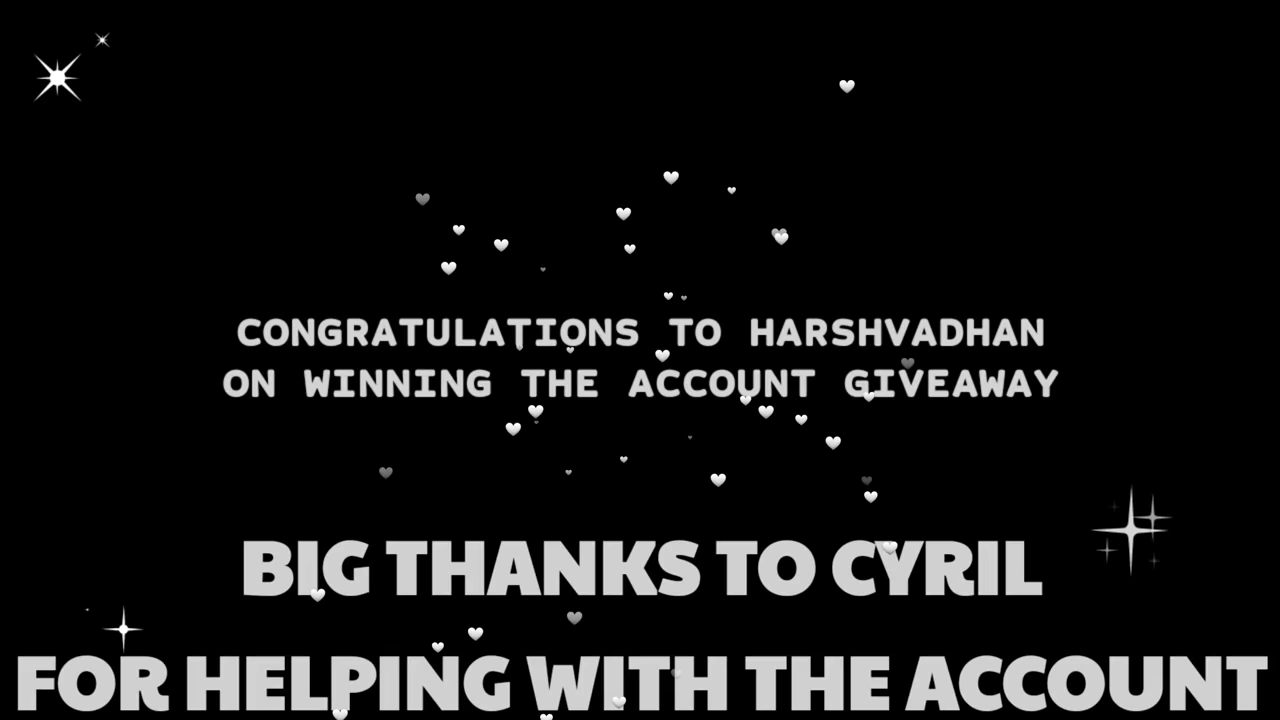 CONGRATULATIONS TO HARSHVADHAN
ON WINNING THE ACCOUNT GIVEAWAY
BIG THANKS TO CYRIL
FOR HELPING WITH THE ACCOUNT